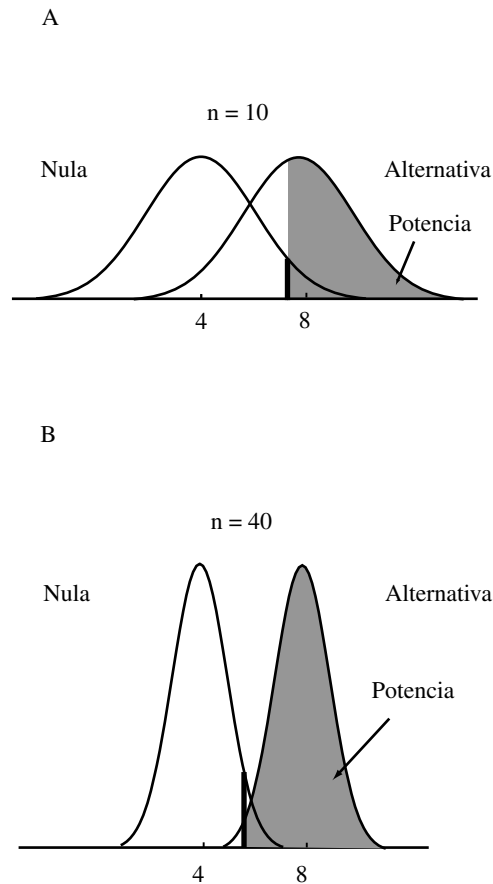 A
n = 10
Nula
Alternativa
Potencia
4
8
B
n = 40
Nula
Alternativa
Potencia
4
8